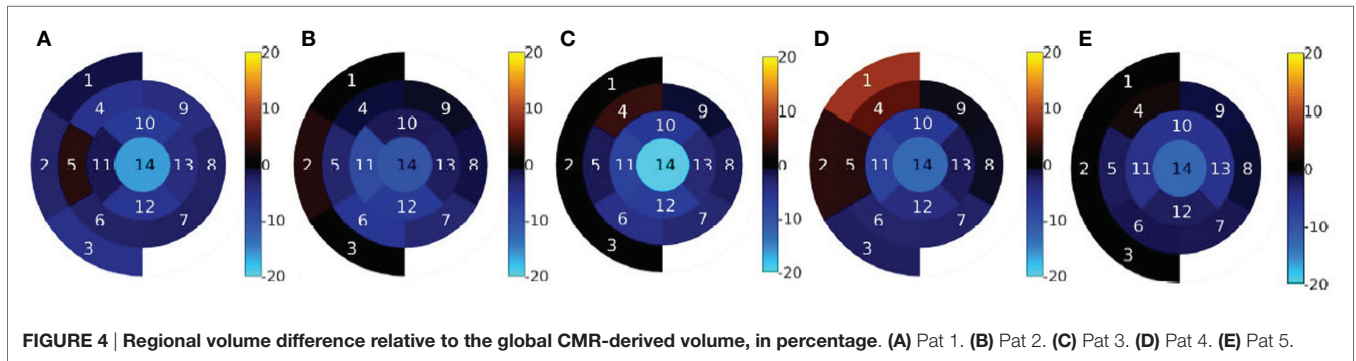 A B C D E
1 20 1 20 1 20 1 20 1 20
4 9 4 9 4 9 4 9 4 9
10 10 10 10 10 10 10 10 10 10
2 5 11 14 13 8 0 2 5 11 14 13 8 0 2 5 11 14 13 8 0 2 5 11 14 13 8 0 2 5 11 14 13 8 0
12 12 12 12 12
6 7 -10 6 7 -10 6 7 -10 6 7 -10 6 7 -10
3 3 3 3 3
-20 -20 -20 -20 -20
FIGURE 4 | Regional volume difference relative to the global CMR-derived volume, in percentage. (A) Pat 1. (B) Pat 2. (C) Pat 3. (D) Pat 4. (E) Pat 5.